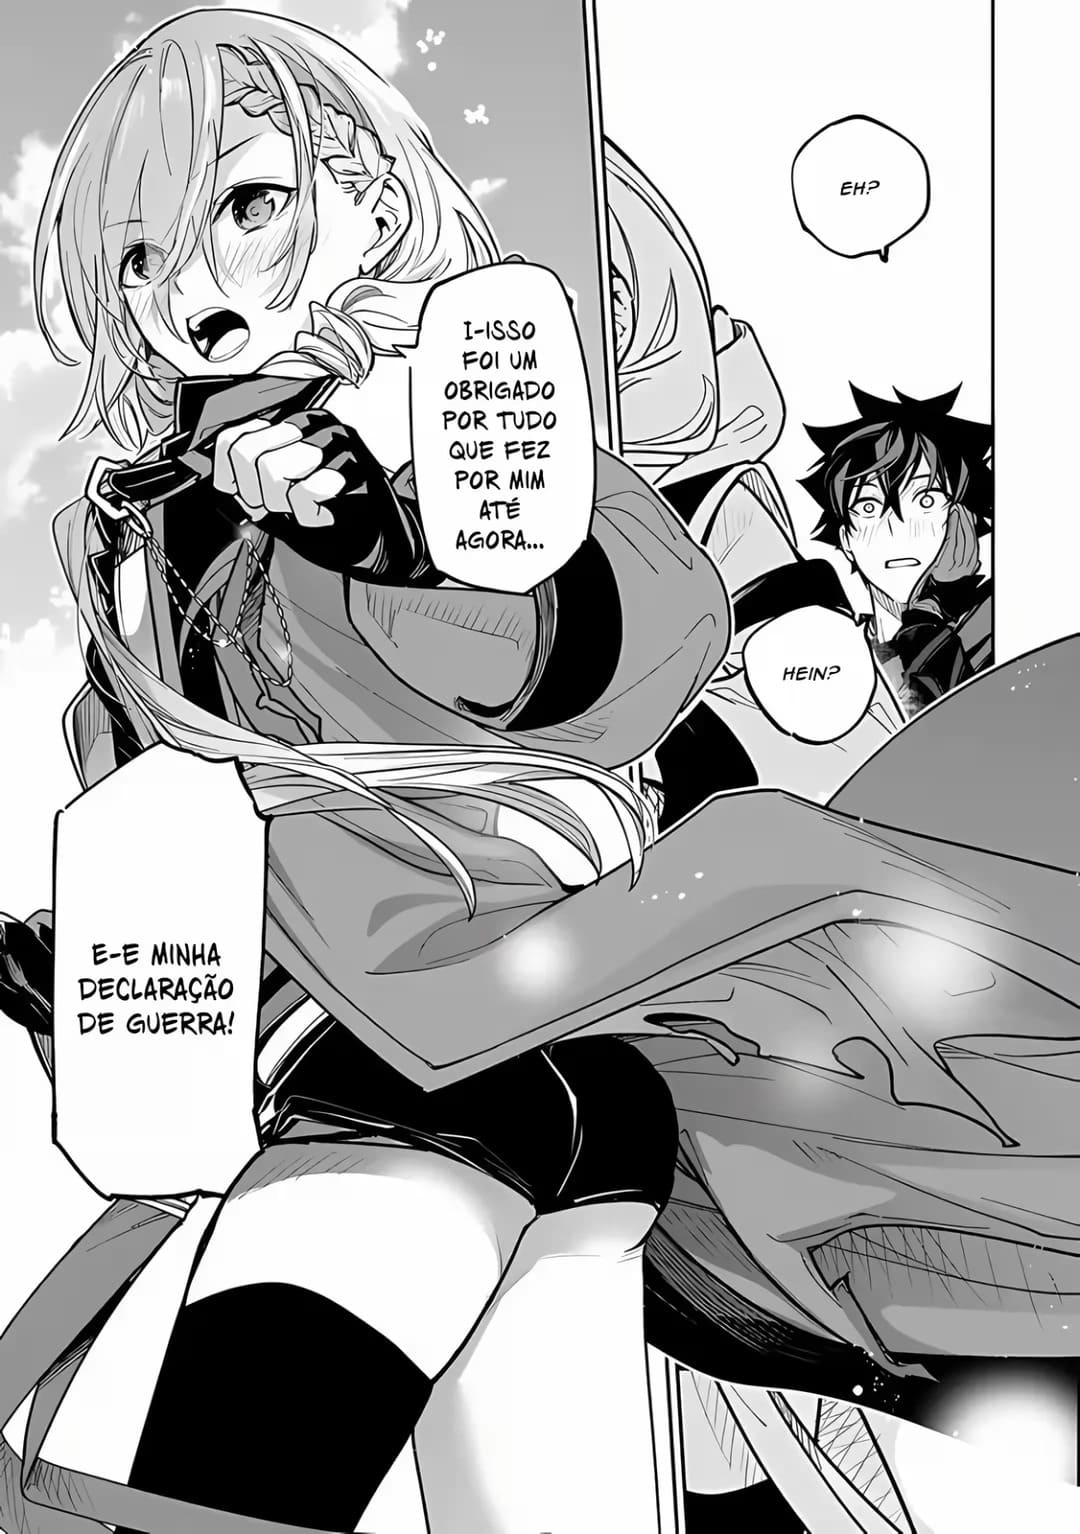 EH?
HEIN?
I-ISSO
FOI UM
OBRIGADO
POR TUDO
QUE FEZ
POR MIM
ATÉ
AGORA...
E-E MINHA
DECLARAÇÃO
DE GUERRA!